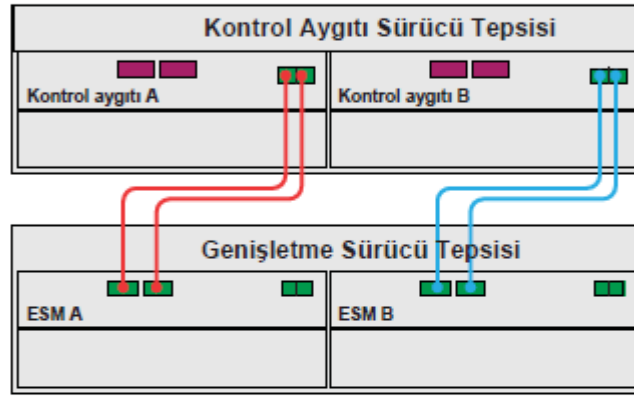 Kontrol Aygıtı Sürücü Tepsisi
Kontrol aygıtı A
Kontrol aygıtı B
Genişletme Sürücü Tepsisi
ESM A
ESM B